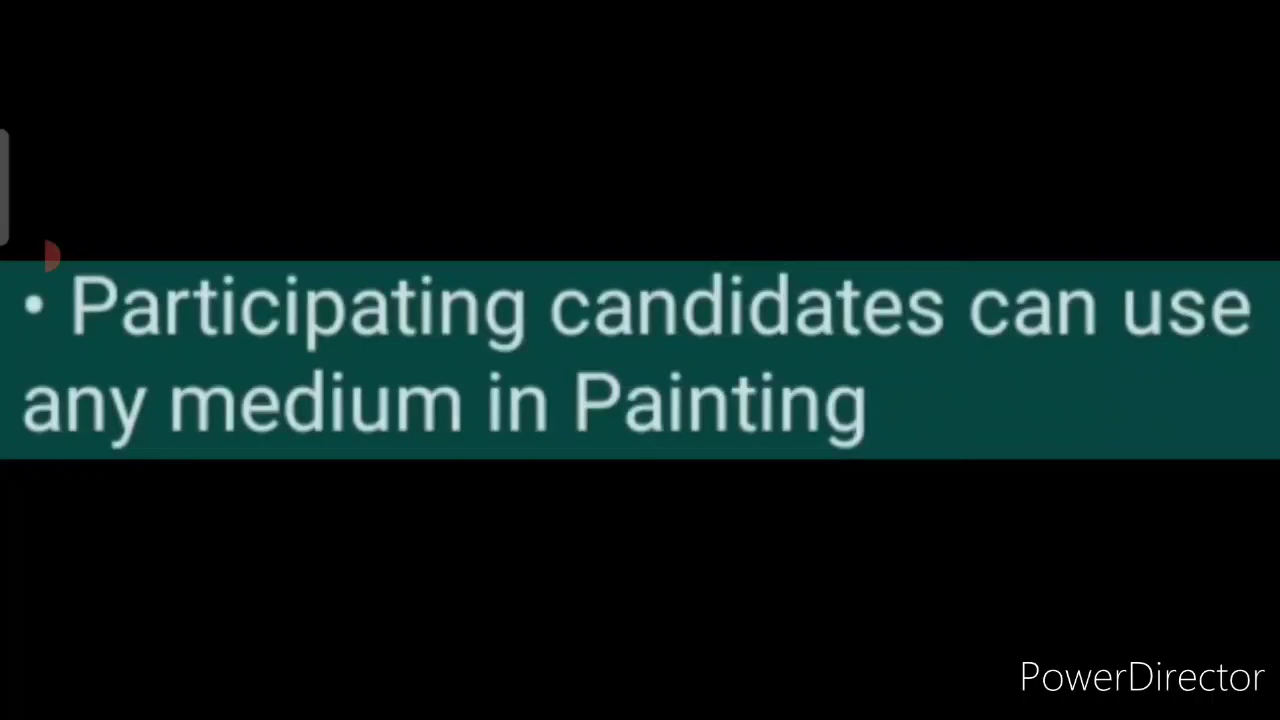 • Participating candidates can use
any medium in Painting
PowerDirector